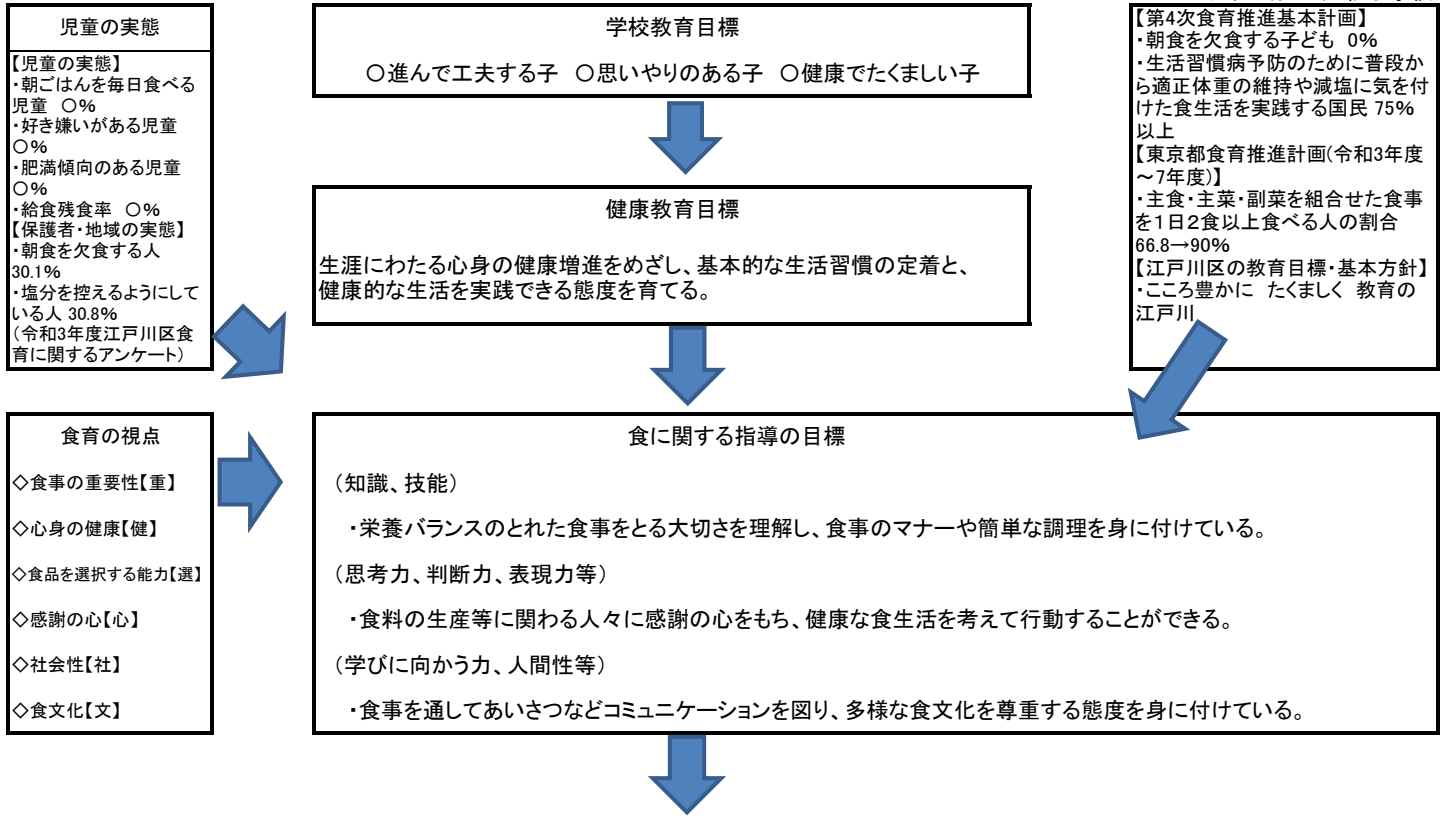 児童の実態
【児童の実態】
・朝ごはんを毎日食べる
児童 ○%
・好き嫌いがある児童
○%
・肥満傾向のある児童
○%
・給食残食率 ○%
【保護者・地域の実態】
・朝食を欠食する人
30.1%
・塩分を控えるようにして
いる人 30.8%
(令和3年度江戸川区食
育に関するアンケート)
学校教育目標
○進んで工夫する子 ○思いやりのある子 ○健康でたくましい子
健康教育目標
生涯にわたる心身の健康増進をめざし、基本的な生活習慣の定着と、
健康的な生活を実践できる態度を育てる。
【第4次食育推進基本計画】
・朝食を欠食する子ども 0%
・生活習慣病予防のために普段か
ら適正体重の維持や減塩に気を付
けた食生活を実践する国民 75%
以上
【東京都食育推進計画(令和3年度
～7年度)】
・主食・主菜・副菜を組合せた食事
を1日2食以上食べる人の割合
66.8→90%
【江戸川区の教育目標・基本方針】
・こころ豊かに たくましく 教育の
江戸川
食育の視点
◇食事の重要性【重】
◇心身の健康【健】
◇食品を選択する能力【選】
◇感謝の心【心】
◇社会性【社】
◇食文化【文】
食に関する指導の目標
(知識、技能)
・栄養バランスのとれた食事をとる大切さを理解し、食事のマナーや簡単な調理を身に付けている。
(思考力、判断力、表現力等)
・食料の生産等に関わる人々に感謝の心をもち、健康な食生活を考えて行動することができる。
(学びに向かう力、人間性等)
・食事を通してあいさつなどコミュニケーションを図り、多様な食文化を尊重する態度を身に付けている。